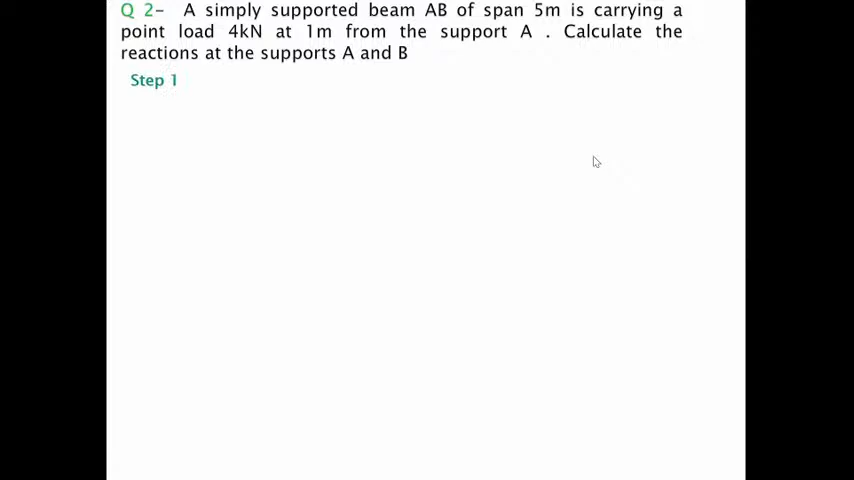 Q 2- A simply supported beam AB of span 5m is carrying a
point load 4kN at 1m from the support A . Calculate the
reactions at the supports A and B
Step 1